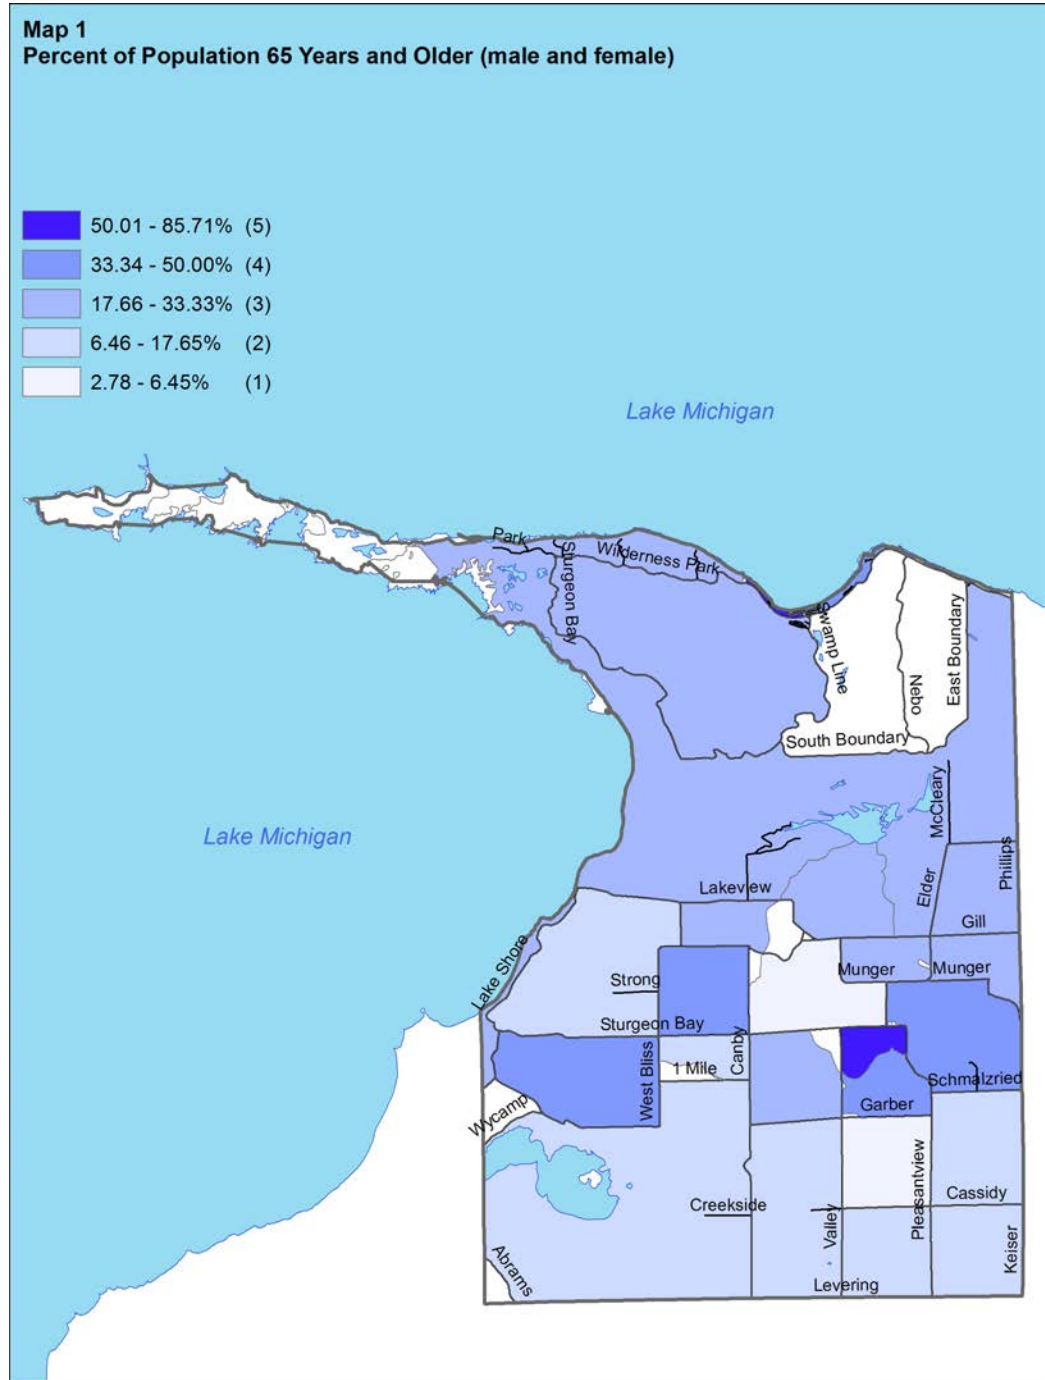 Map 1
Percent of Population 65 Years and Older (male and female)
50.01 - 85.71% (5)
33.34 - 50.00% (4)
17.66 - 33.33% (3)
6.46 - 17.65% (2)
2.78 - 6.45% (1)
Lake Michigan
Park
Sturgeon Bay
Wilderness Park
Swamp Line
Nebo
East Boundary
South Boundary
McCleary
Lake Michigan
Phillips
Lakeview
Elder
Gill
Lake Shore
Strong
Munger
Munger
Sturgeon Bay
Canby
West Bliss
1 Mile
Schmalzried
Wycamp
Garber
Pleasantview
Cassidy
Creekside
Valley
Keiser
Abrams
Levering